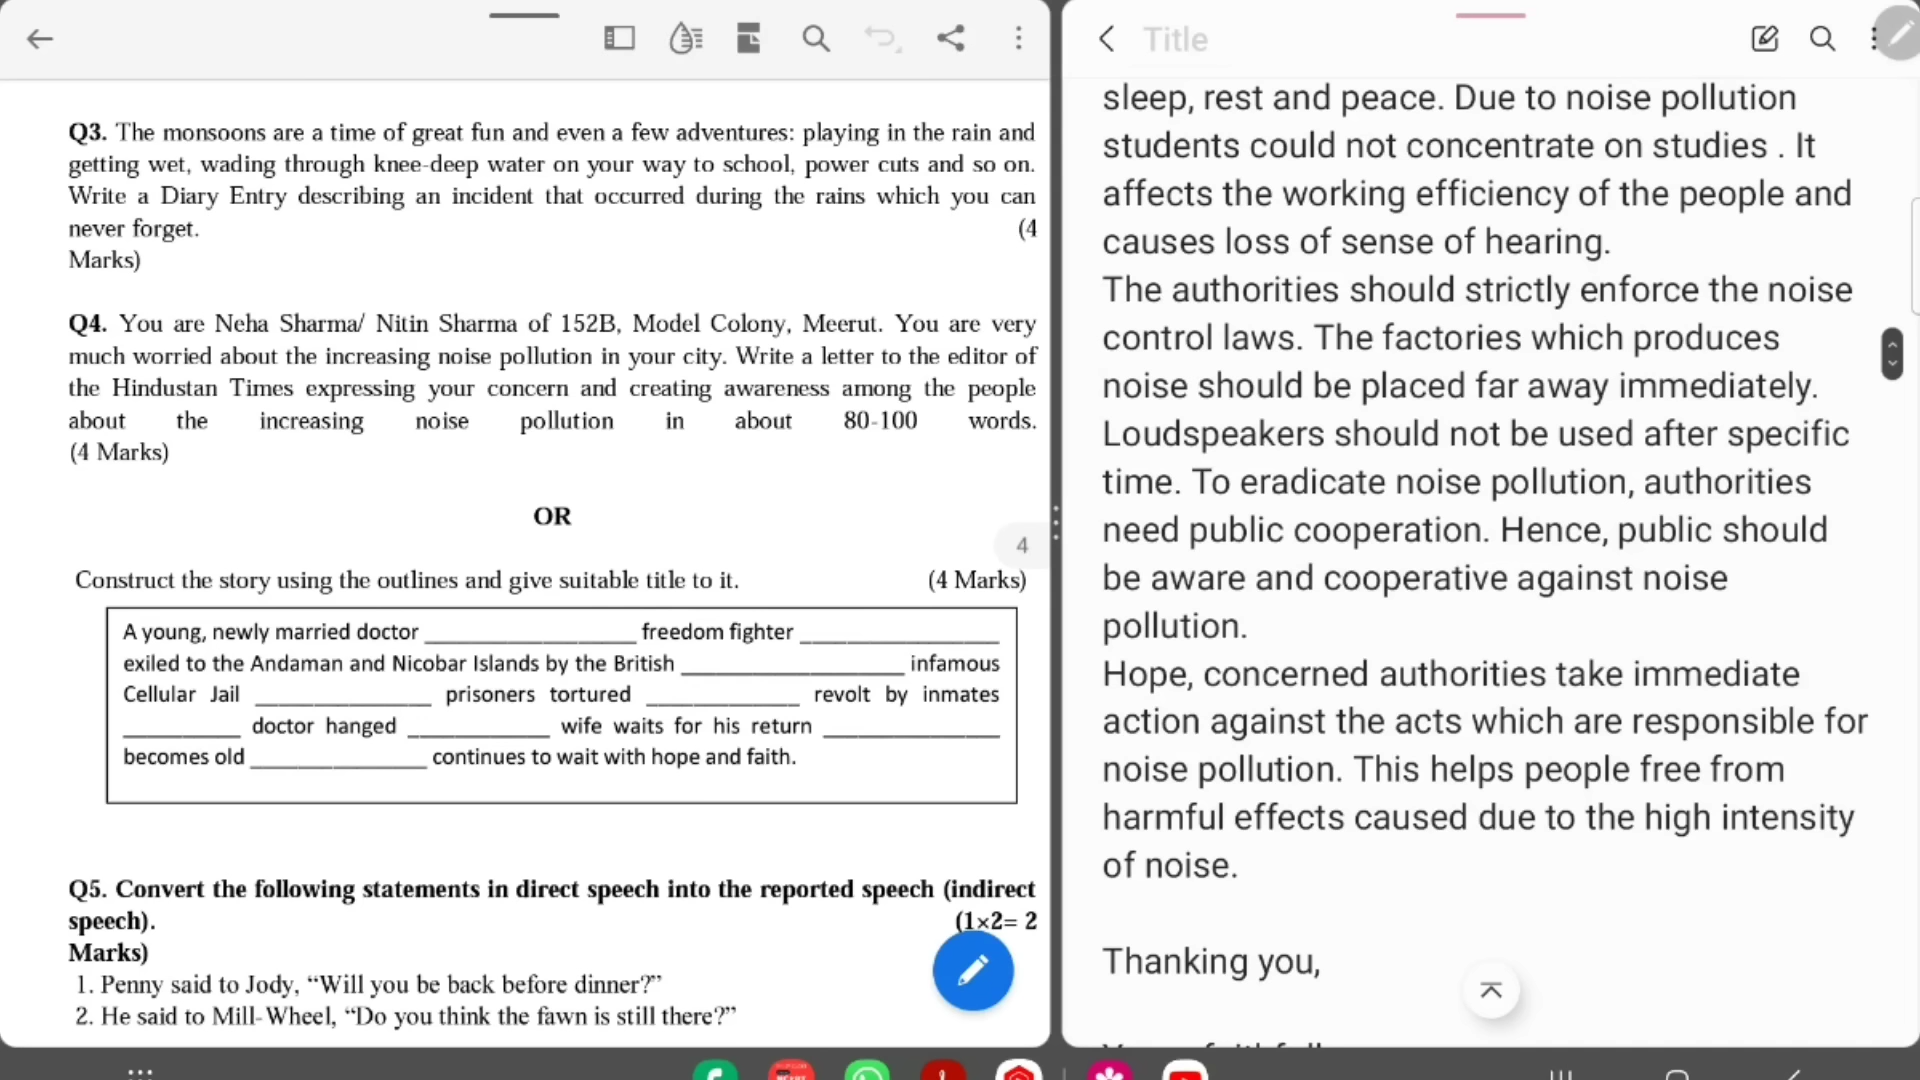 Q3. The monsoons are a time of great fun and even a few adventures: playing in the rain and
getting wet, wading through knee-deep water on your way to school, power cuts and so on.
Write a Diary Entry describing an incident that occurred during the rains which you can
never forget. (4
Marks)
Q4. You are Neha Sharma/ Nitin Sharma of 152B, Model Colony, Meerut. You are very
much worried about the increasing noise pollution in your city. Write a letter to the editor of
the Hindustan Times expressing your concern and creating awareness among the people
about the increasing noise pollution in about 80-100 words.
(4 Marks)
OR
4
Construct the story using the outlines and give suitable title to it. (4 Marks)
A young, newly married doctor ____________ freedom fighter ____________
exiled to the Andaman and Nicobar Islands by the British ____________ infamous
Cellular Jail ____________ prisoners tortured ____________ revolt by inmates
____________ doctor hanged ____________ wife waits for his return ____________
becomes old ____________ continues to wait with hope and faith.
Q5. Convert the following statements in direct speech into the reported speech (indirect
speech). (1×2= 2
Marks)
1. Penny said to Jody, “Will you be back before dinner?”
2. He said to Mill-Wheel, “Do you think the fawn is still there?”
Title
sleep, rest and peace. Due to noise pollution
students could not concentrate on studies . It
affects the working efficiency of the people and
causes loss of sense of hearing.
The authorities should strictly enforce the noise
control laws. The factories which produces
noise should be placed far away immediately.
Loudspeakers should not be used after specific
time. To eradicate noise pollution, authorities
need public cooperation. Hence, public should
be aware and cooperative against noise
pollution.
Hope, concerned authorities take immediate
action against the acts which are responsible for
noise pollution. This helps people free from
harmful effects caused due to the high intensity
of noise.
Thanking you,